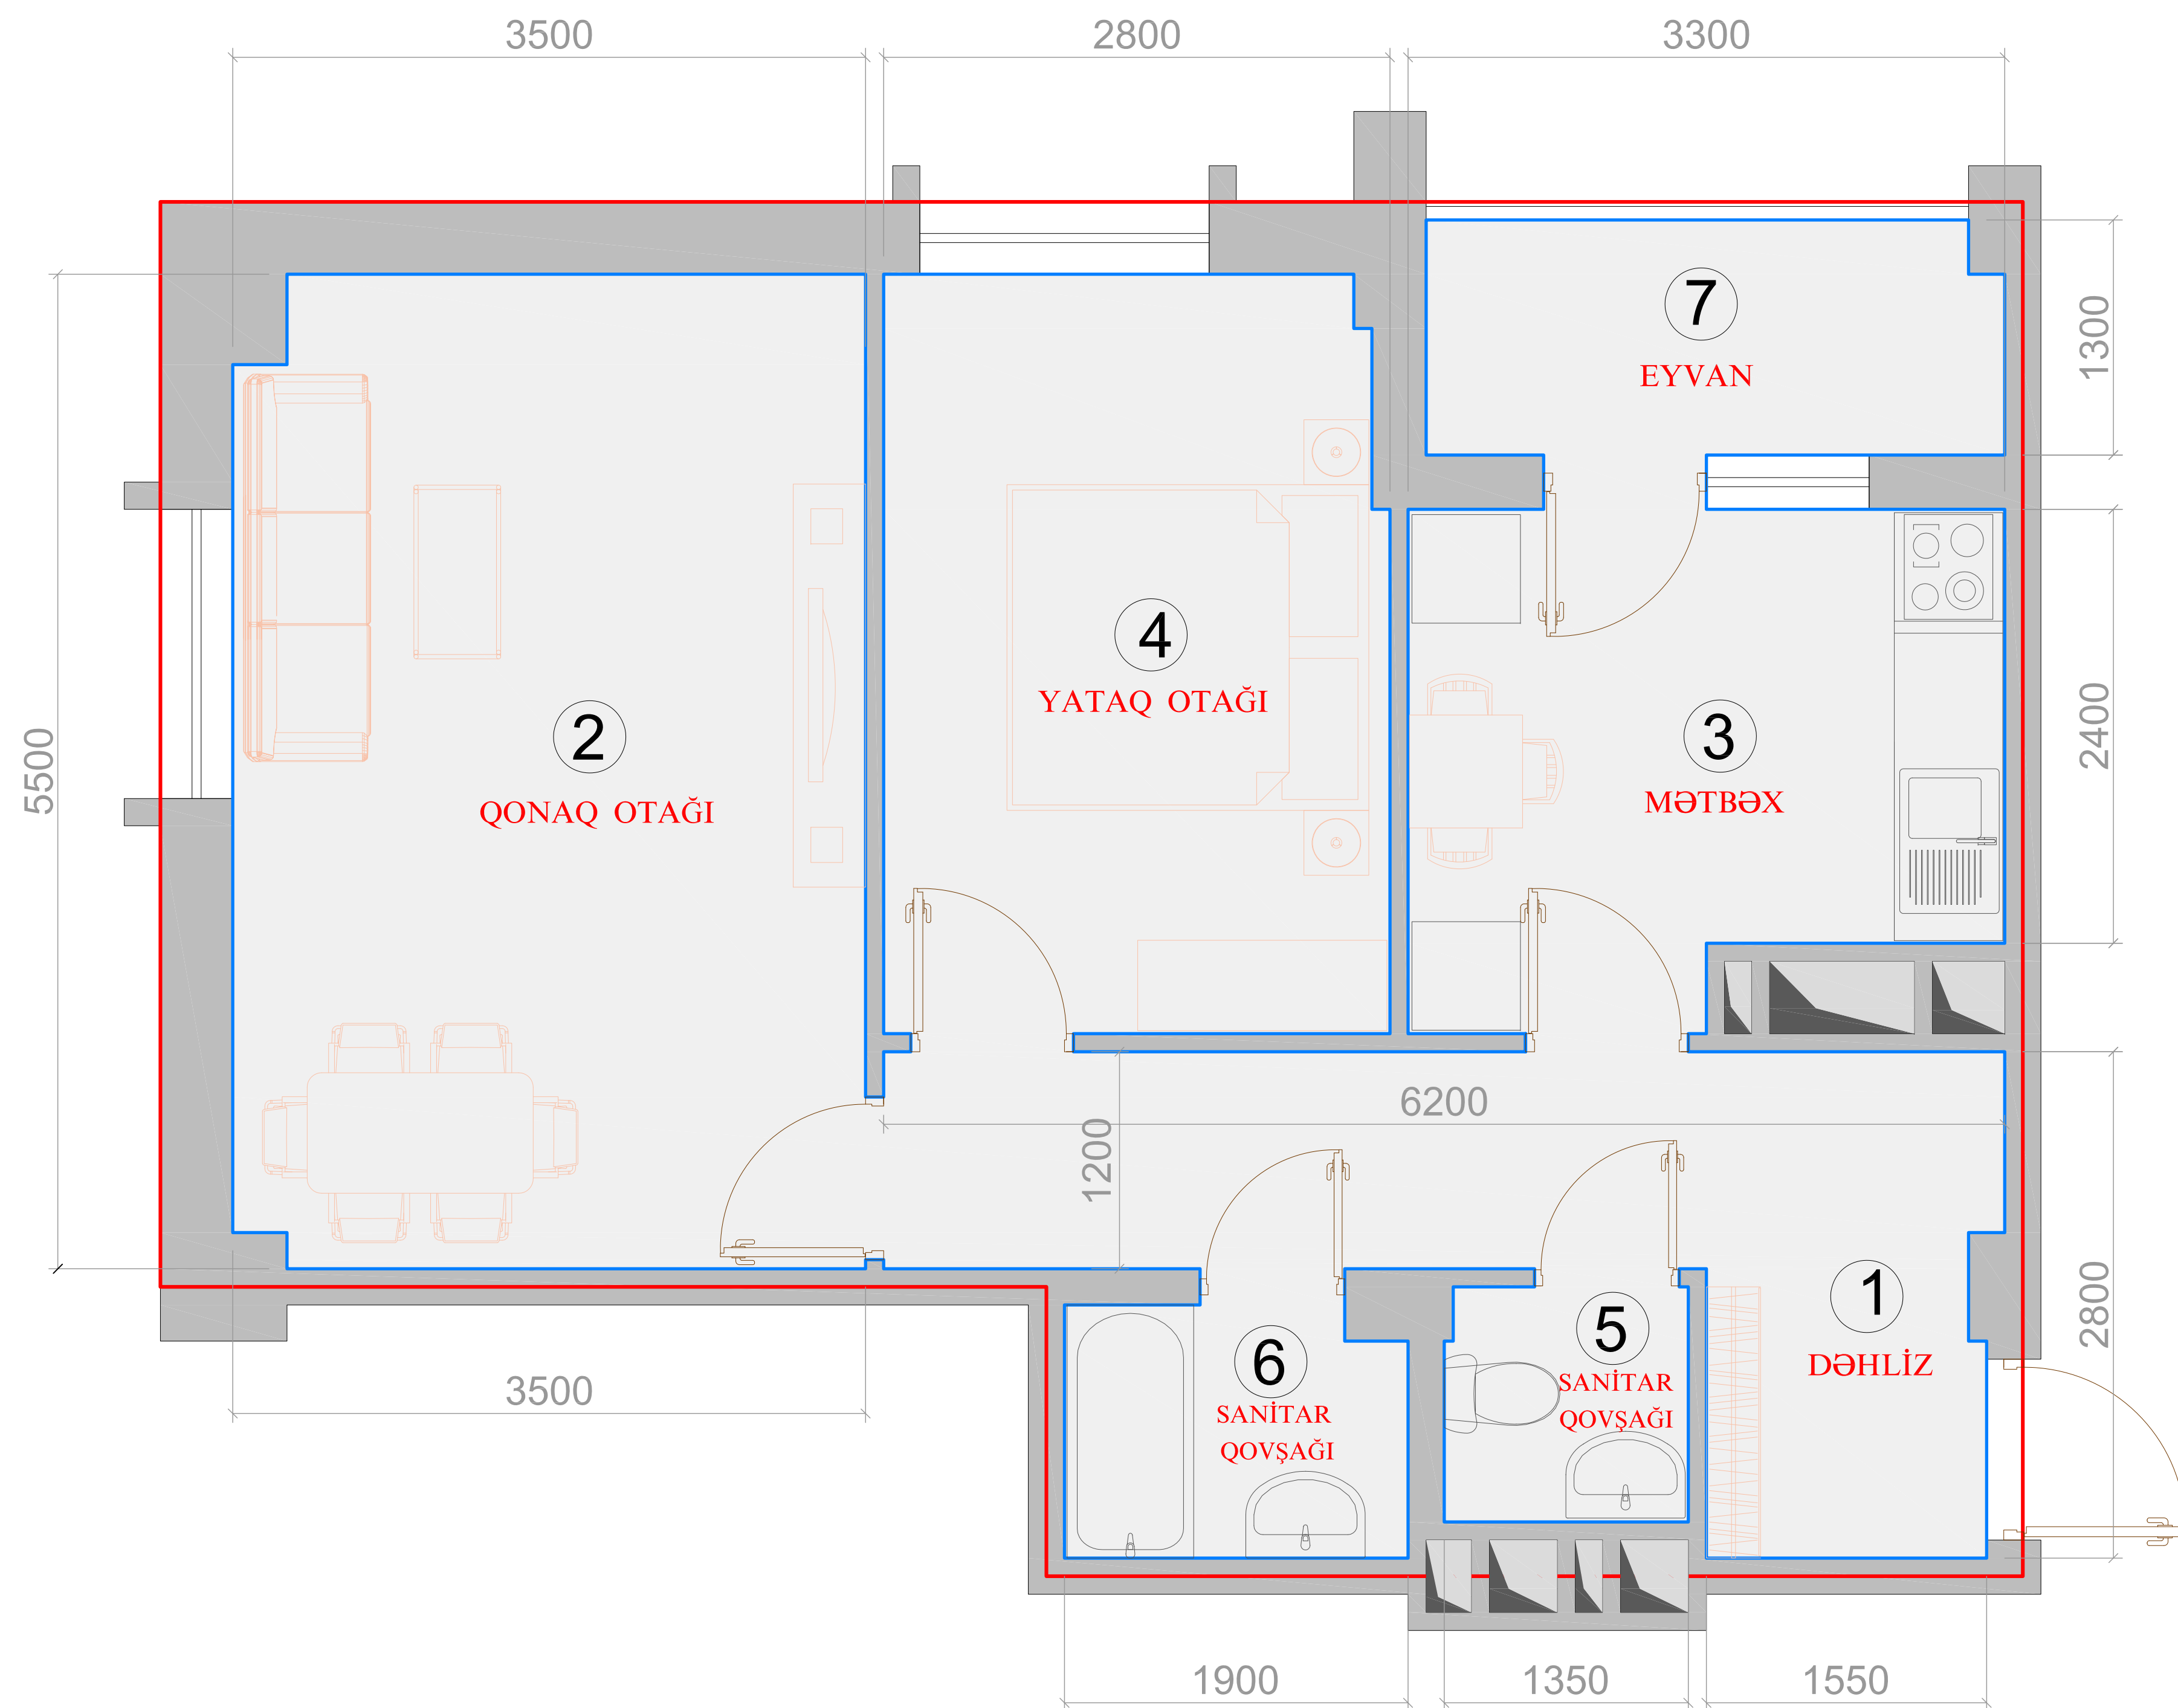 3500
2800
3300
7
EYVAN
1300
4
YATAQ OTAĞI
2
QONAQ OTAĞI
3
MƏTBƏX
2400
5500
6200
1200
1
DƏHLİZ
2800
5
SANİTAR
QOVŞAĞI
6
SANİTAR
QOVŞAĞI
3500
1900
1350
1550